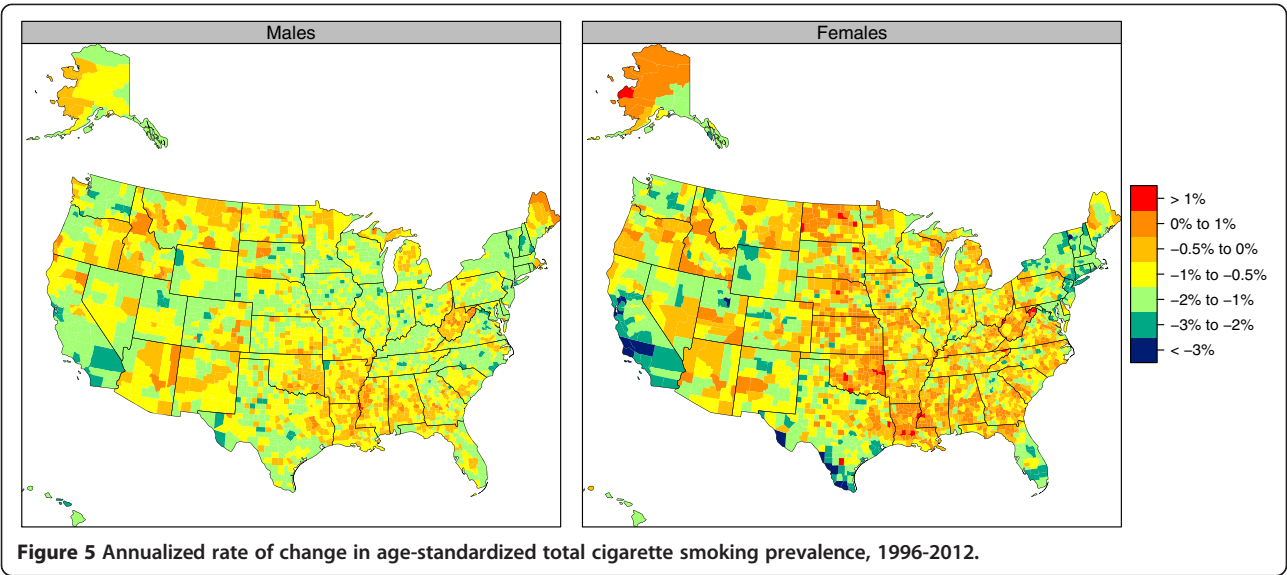 Males
Females
> 1%
0% to 1%
−0.5% to 0%
−1% to −0.5%
−2% to −1%
−3% to −2%
< −3%
Figure 5 Annualized rate of change in age-standardized total cigarette smoking prevalence, 1996-2012.